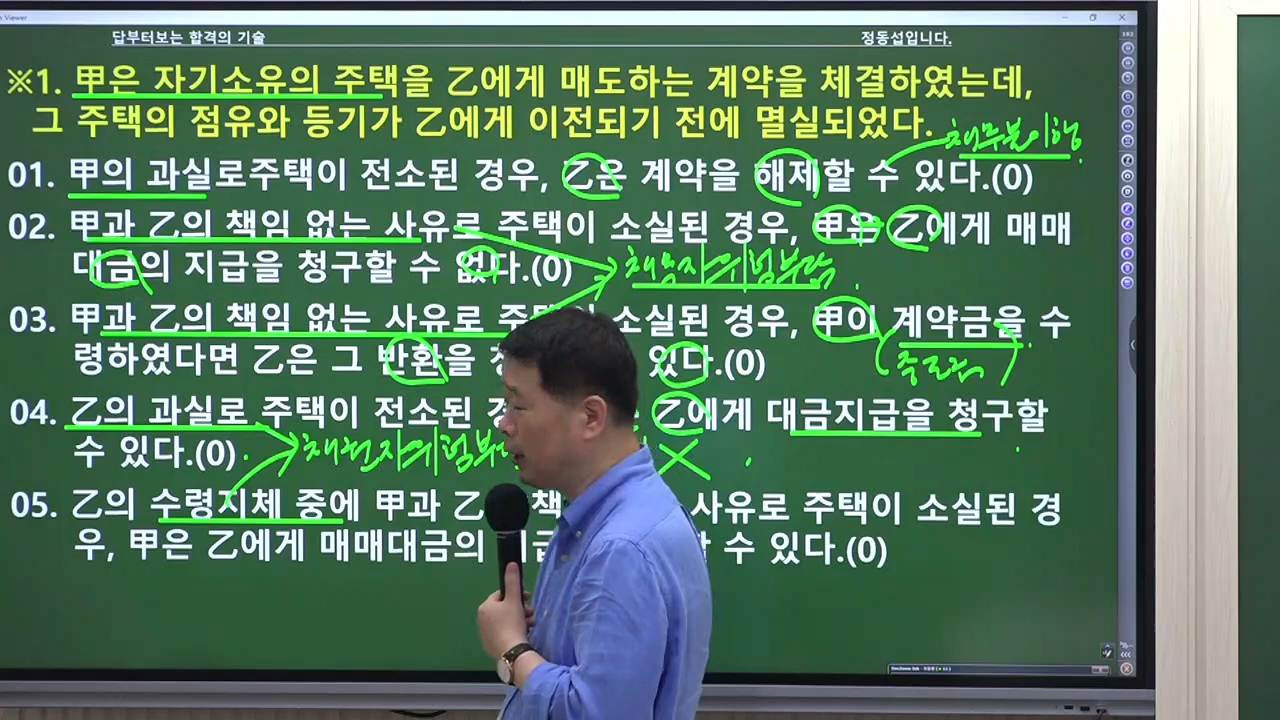 답부터보는 합격의 기술
정동섭입니다.
※1. 甲은 자기소유의 주택을 乙에게 매도하는 계약을 체결하였는데,
그 주택의 점유와 등기가 乙에게 이전되기 전에 멸실되었다.
채무불이행
01. 甲의 과실로주택이 전소된 경우, 乙은 계약을 해제할 수 있다.(0)
02. 甲과 乙의 책임 없는 사유로 주택이 소실된 경우, 甲은 乙에게 매매
대금의 지급을 청구할 수 없다.(0)
채무자위험부담
03. 甲과 乙의 책임 없는 사유로 소실된 경우, 甲이 계약금을 수
령하였다면 乙은 그 반환을 있다.(0)
04. 乙의 과실로 주택이 전소된 乙에게 대금지급을 청구할
수 있다.(0)
채권자위험부
05. 乙의 수령지체 중에 甲과 사유로 주택이 소실된 경
우, 甲은 乙에게 매매대금의 수 있다.(0)